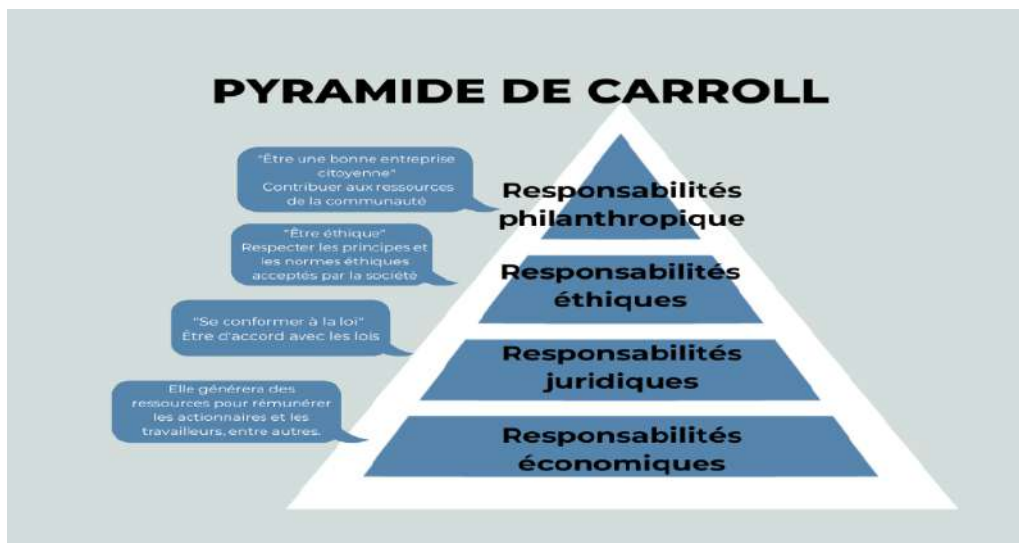 PYRAMIDE DE CARROLL
"Être une bonne entreprise
citoyenne"
Contribuer aux ressources
de la communauté
Responsabilités
philanthropique
"Être éthique"
Respecter les principes et
les normes éthiques
acceptés par la société
Responsabilités
éthiques
"Se conformer à la loi"
Être d'accord avec les lois
Responsabilités
juridiques
Elle générera des
ressources pour rémunérer
les actionnaires et les
travailleurs, entre autres.
Responsabilités
économiques